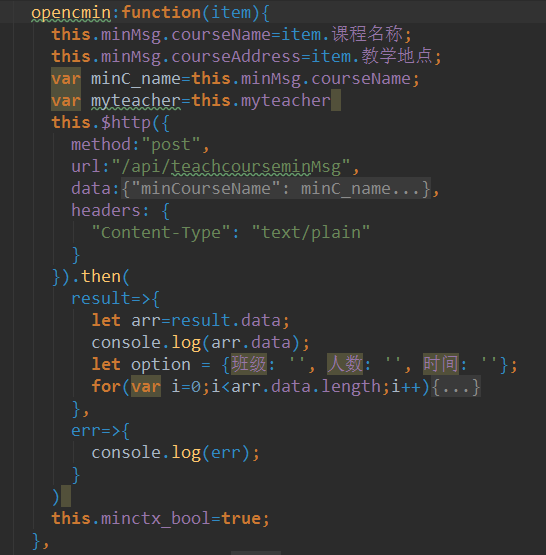 opencmin:function(item){
this.minMsg.courseName=item.课程名称;
this.minMsg.courseAddress=item.教学地点;
var minC_name=this.minMsg.courseName;
var myteacher=this.myteacher
this.$http({
method:"post",
url:"/api/teachcourseminMsg",
data:{"minCourseName": minC_name...},
headers: {
"Content-Type": "text/plain"
}
}).then(
result=>{
let arr=result.data;
console.log(arr.data);
let option = {班级: '', 人数: '', 时间: ''};
for(var i=0;i<arr.data.length;i++){...}
},
err=>{
console.log(err);
}
)
this.minctx_bool=true;
},